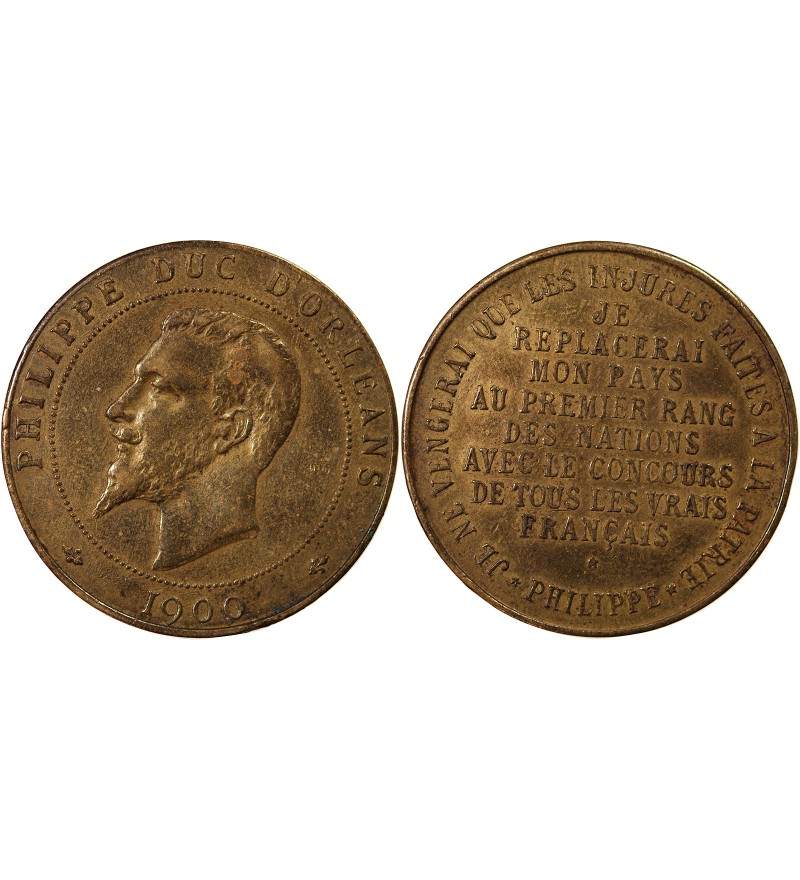 PHILIPPE DUC D'ORLEANS
1900
JE NE VENGERAI QUE LES INJURES FAITES A LA PATRIE
JE
REPLACERAI
MON PAYS
AU PREMIER RANG
DES NATIONS
AVEC LE CONCOURS
DE TOUS LES VRAIS
FRANÇAIS
* PHILIPPE *